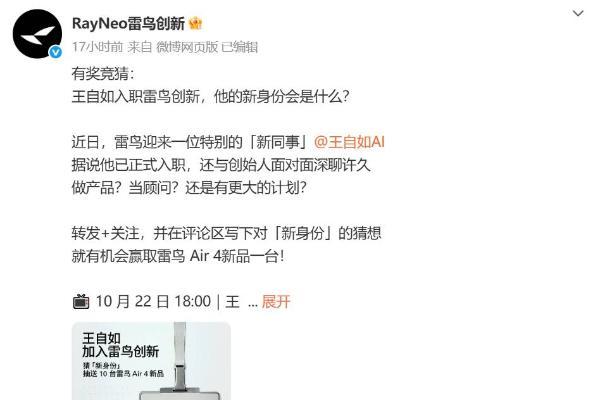 RayNeo雷鸟创新
17小时前 来自 微博网页版 已编辑
有奖竞猜：
王自如入职雷鸟创新，他的新身份会是什么？
近日，雷鸟迎来一位特别的「新同事」@王自如AI
据说他已正式入职，还与创始人面对面深聊许久
做产品？当顾问？还是有更大的计划？
转发+关注，并在评论区写下对「新身份」的猜想
就有机会赢取雷鸟 Air 4新品一台！
10 月 22 日 18:00｜王 ... 展开
王自如
加入雷鸟创新
猜「新身份」
抽送 10 台雷鸟 Air 4 新品